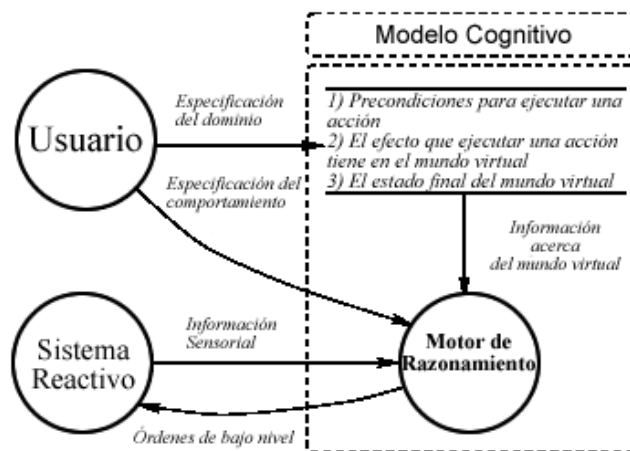 Modelo Cognitivo
Usuario
Especificación
del dominio
1) Precondiciones para ejecutar una
acción
2) El efecto que ejecutar una acción
tiene en el mundo virtual
3) El estado final del mundo virtual
Especificación del
comportamiento
Información
acerca
del mundo virtual
Sistema
Reactivo
Información
Sensorial
Motor de
Razonamiento
Órdenes de bajo nivel